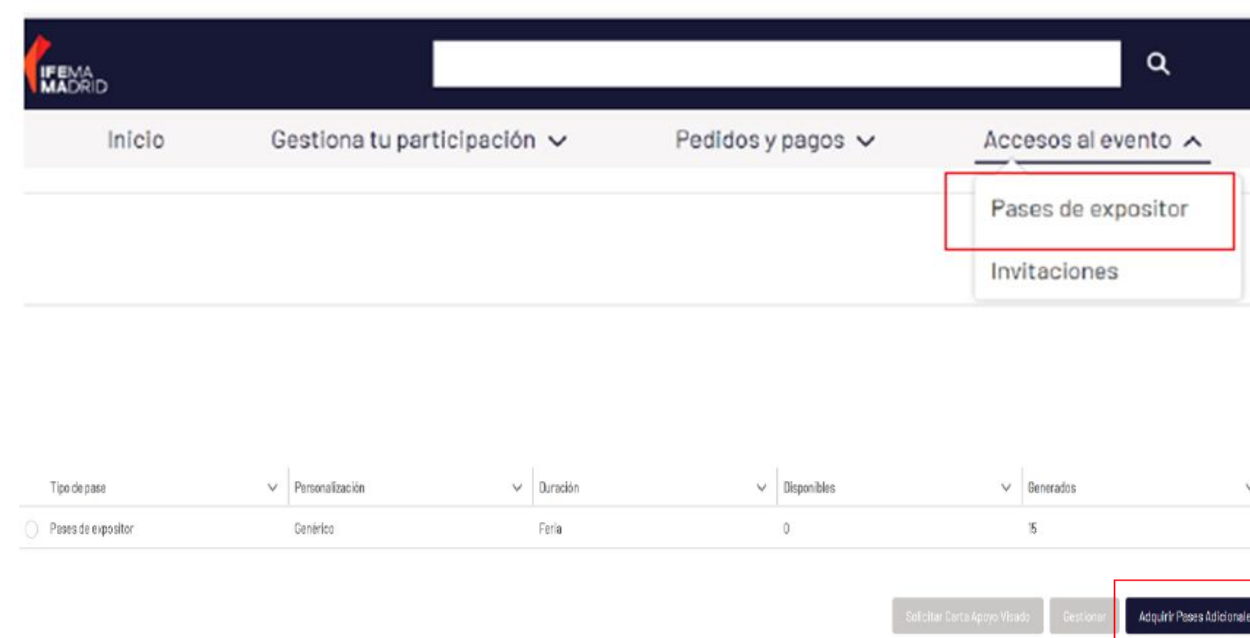 IFEMA
MADRID
Inicio Gestiona tu participación Pedidos y pagos Accesos al evento
Pases de expositor
Invitaciones
Tipo de pase Personalización Duración Disponibles Generados
Pases de expositor Genérico Feria 0 15
Solicitar Carta Apoyo Visado Gestionar Adquirir Pases Adicionale